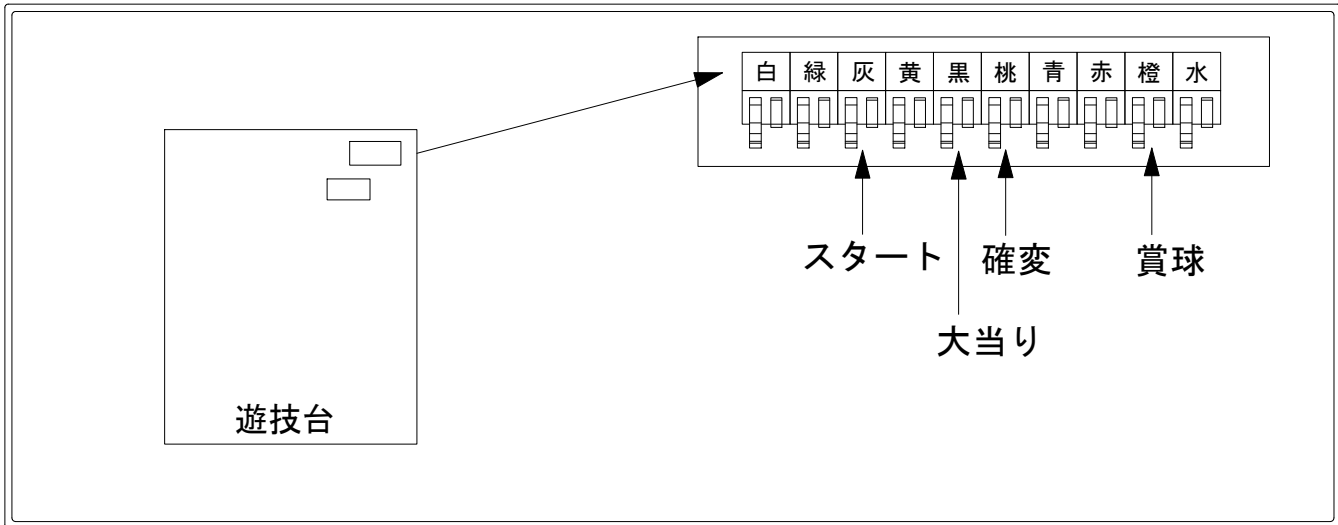 白 緑 灰 黄 黒 桃 青 赤 橙 水
スタート 確変 賞球
大当り
遊技台